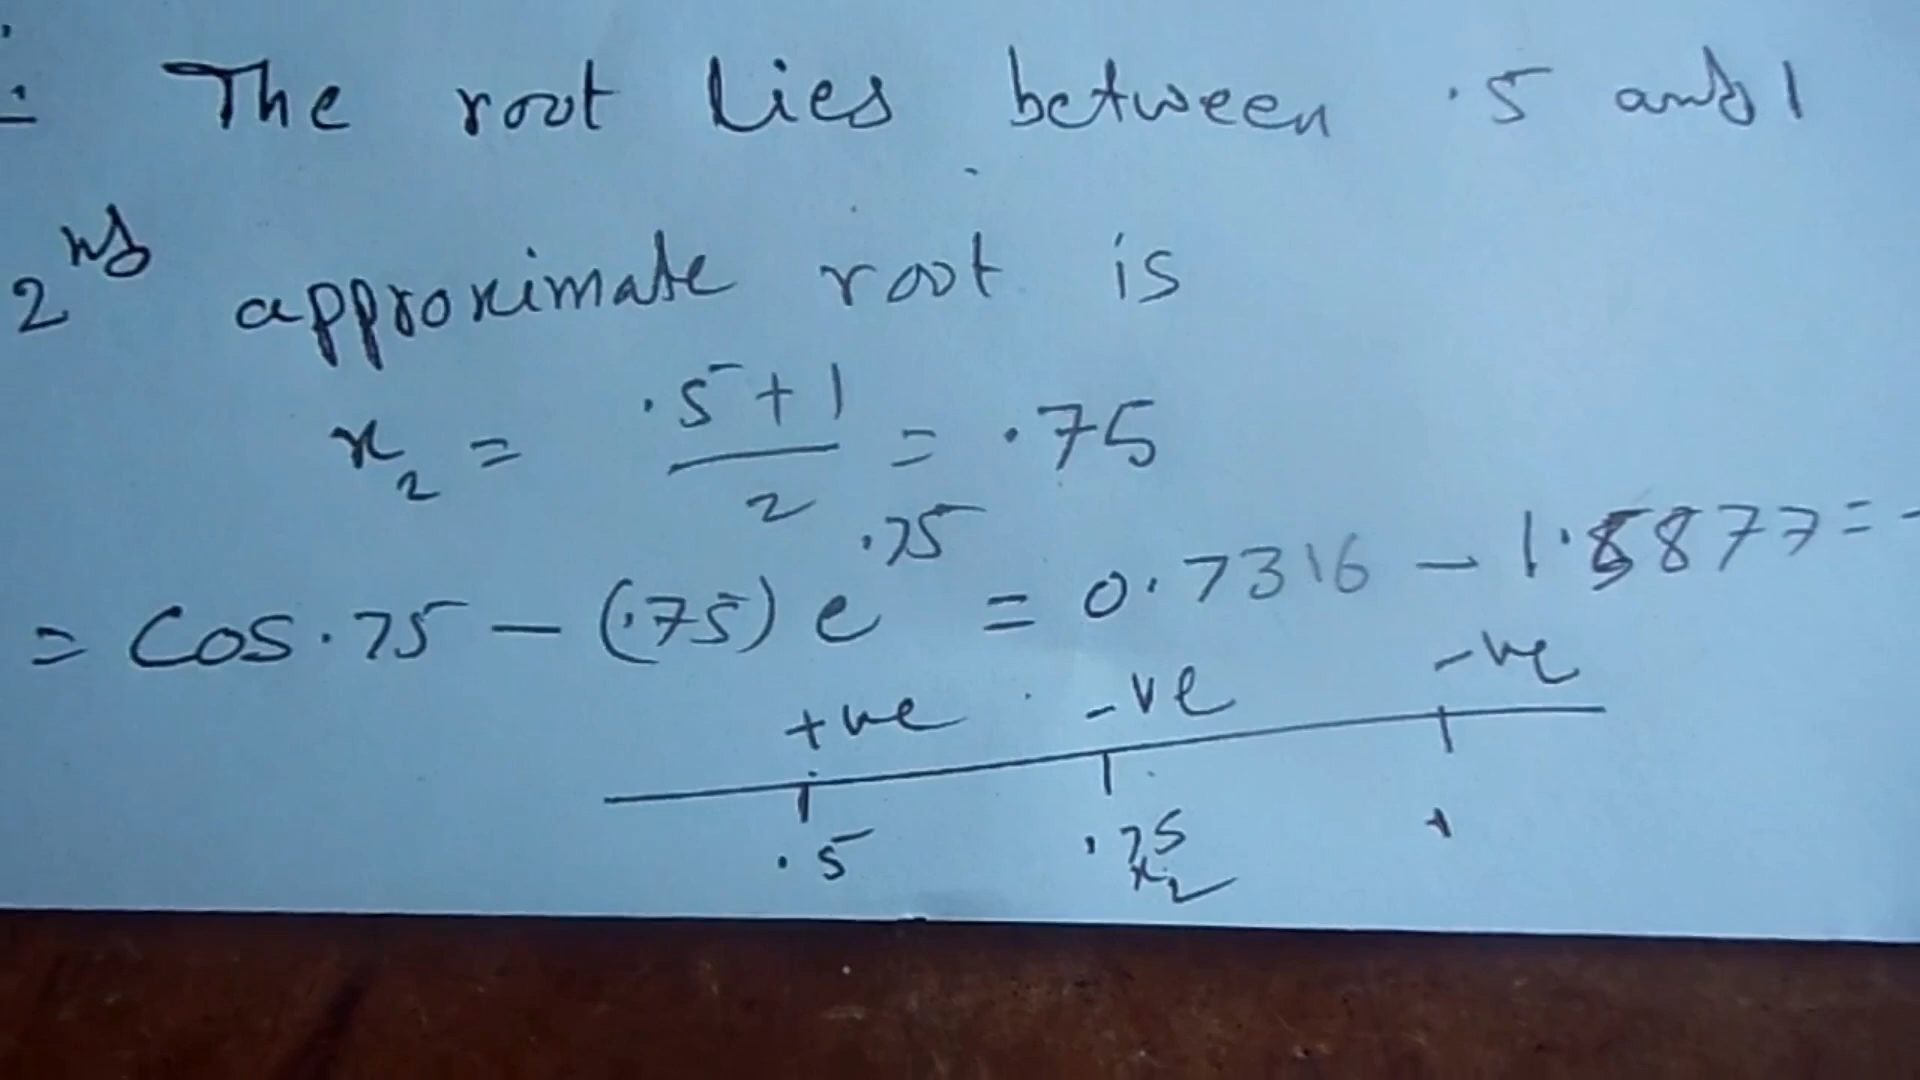 ∴ The root lies between .5 and 1
2nd approximate root is
x₂ = (.5+1)/2 = .75
= Cos .75 − (.75) e^.75 = 0.7316 − 1.5877 = -
+ve -ve -ve
.5 .75 1
x₂